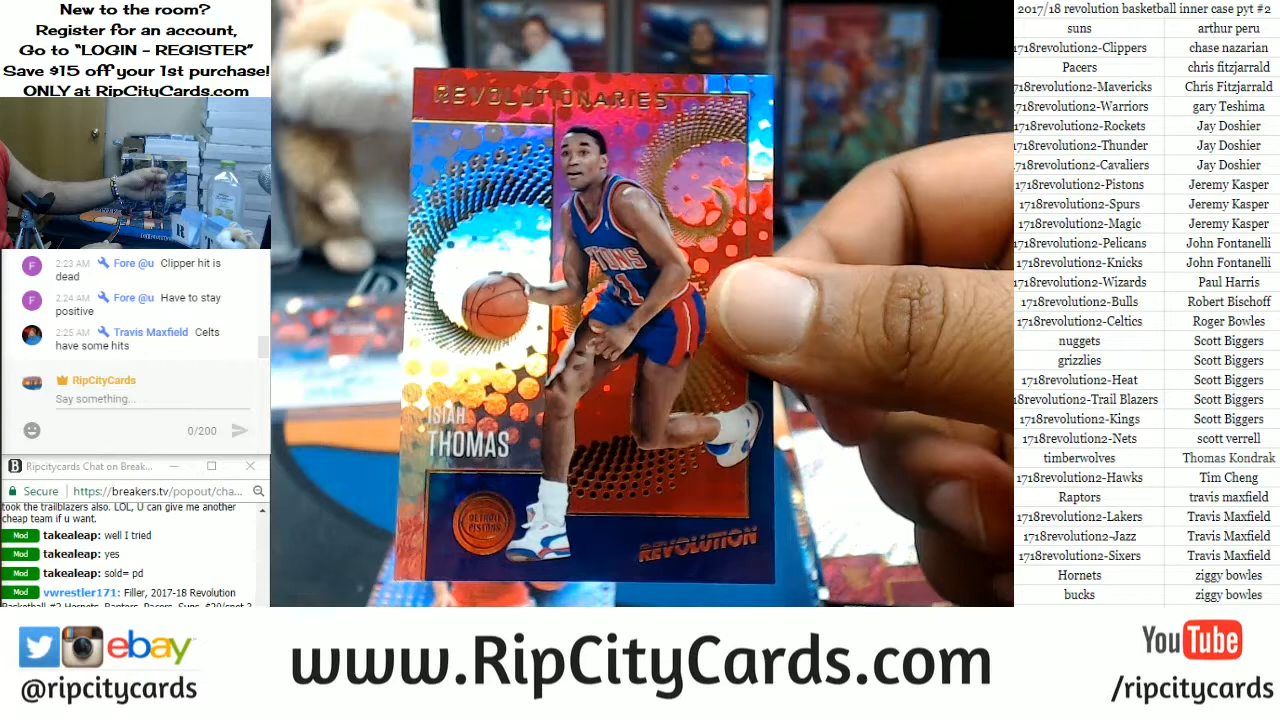 New to the room?
Register for an account,
Go to “LOGIN - REGISTER”
Save $15 off your 1st purchase!
ONLY at RipCityCards.com
F 2:23 AM Fore @u Clipper hit is
dead
F 2:24 AM Fore @u Have to stay
positive
2:25 AM Travis Maxfield Celts
have some hits
RipCityCards
Say something...
0/200
B Ripcitycards Chat on Break...
Secure https://breakers.tv/popout/cha...
took the trailblazers also. LOL, U can give me another
cheap team if u want.
Mod takealeap: well I tried
Mod takealeap: yes
Mod takealeap: sold= pd
Mod vwrestler171: Filler, 2017-18 Revolution
Basketball #2 Hornets, Raptors, Pacers, Suns, $20/spot 3
REVOLUTIONARIES
TONS
11
ISIAH
THOMAS
DETROIT
PISTONS
REVOLUTION
2017/18 revolution basketball inner case pyt #2
suns arthur peru
1718revolution2-Clippers chase nazarian
Pacers chris fitzjarrald
1718revolution2-Mavericks Chris Fitzjarrald
1718revolution2-Warriors gary Teshima
1718revolution2-Rockets Jay Doshier
1718revolution2-Thunder Jay Doshier
1718revolution2-Cavaliers Jay Doshier
1718revolution2-Pistons Jeremy Kasper
1718revolution2-Spurs Jeremy Kasper
1718revolution2-Magic Jeremy Kasper
1718revolution2-Pelicans John Fontanelli
1718revolution2-Knicks John Fontanelli
1718revolution2-Wizards Paul Harris
1718revolution2-Bulls Robert Bischoff
1718revolution2-Celtics Roger Bowles
nuggets Scott Biggers
grizzlies Scott Biggers
1718revolution2-Heat Scott Biggers
18revolution2-Trail Blazers Scott Biggers
1718revolution2-Kings Scott Biggers
1718revolution2-Nets scott verrell
timberwolves Thomas Kondrak
1718revolution2-Hawks Tim Cheng
Raptors travis maxfield
1718revolution2-Lakers Travis Maxfield
1718revolution2-Jazz Travis Maxfield
1718revolution2-Sixers Travis Maxfield
Hornets ziggy bowles
bucks ziggy bowles
ebay
@ripcitycards
www.RipCityCards.com
YouTube
/ripcitycards